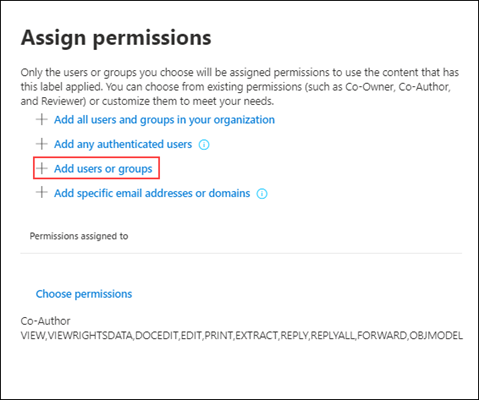 Assign permissions
Only the users or groups you choose will be assigned permissions to use the content that has
this label applied. You can choose from existing permissions (such as Co-Owner, Co-Author,
and Reviewer) or customize them to meet your needs.
Add all users and groups in your organization
Add any authenticated users
Add users or groups
Add specific email addresses or domains
Permissions assigned to
Choose permissions
Co-Author
VIEW,VIEWRIGHTSDATA,DOCEDIT,EDIT,PRINT,EXTRACT,REPLY,REPLYALL,FORWARD,OBJMODEL